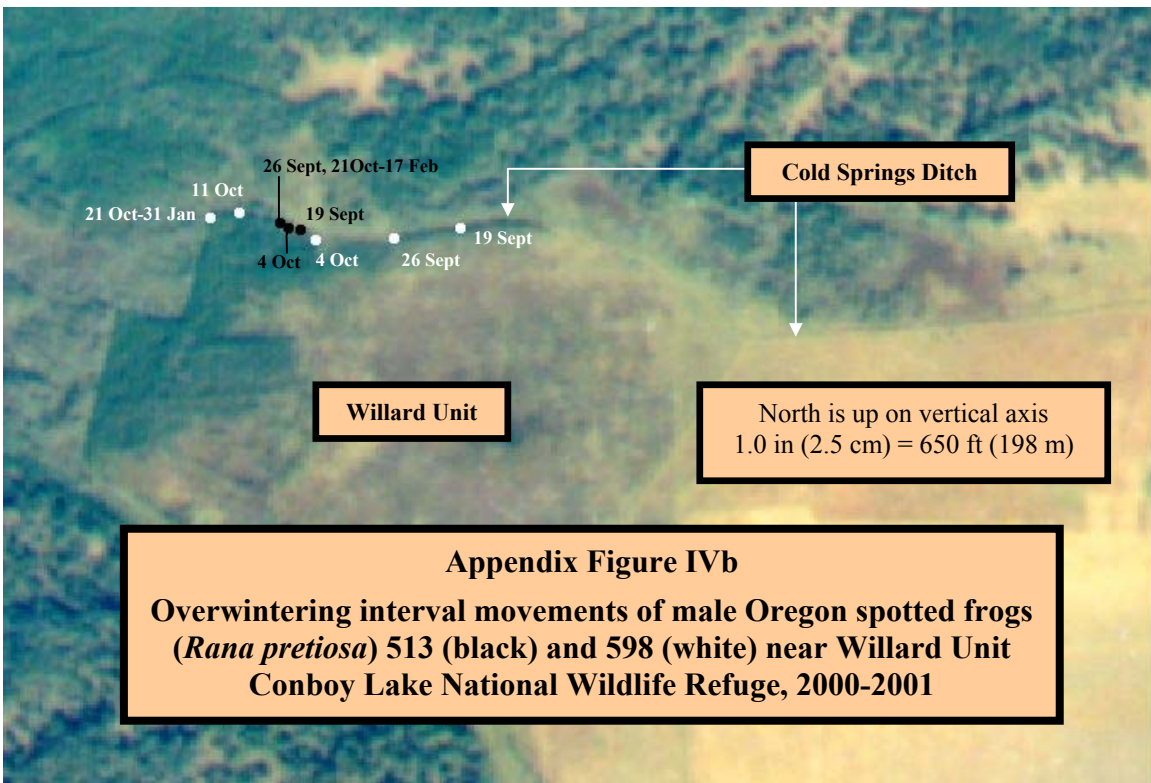 26 Sept, 21Oct-17 Feb
11 Oct
21 Oct-31 Jan
19 Sept
4 Oct
4 Oct
26 Sept
19 Sept
Cold Springs Ditch
Willard Unit
North is up on vertical axis
1.0 in (2.5 cm) = 650 ft (198 m)
Appendix Figure IVb
Overwintering interval movements of male Oregon spotted frogs
(Rana pretiosa) 513 (black) and 598 (white) near Willard Unit
Conboy Lake National Wildlife Refuge, 2000-2001